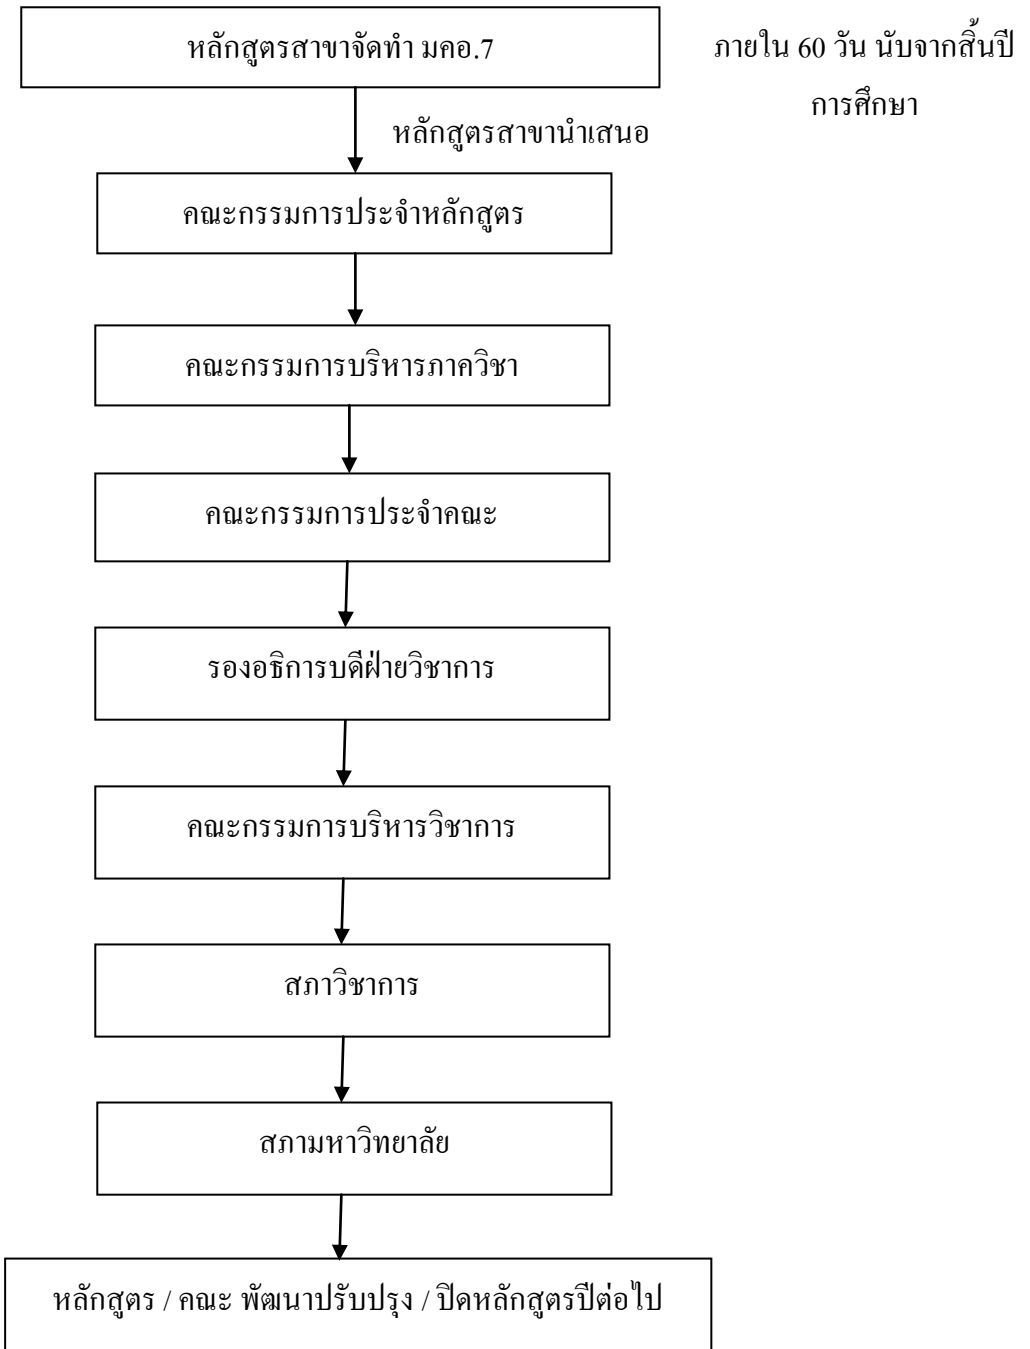 หลักสูตรสาขาจัดทำ มคอ.7
ภายใน 60 วัน นับจากสิ้นปี
การศึกษา
หลักสูตรสาขานำเสนอ
คณะกรรมการประจำหลักสูตร
คณะกรรมการบริหารภาควิชา
คณะกรรมการประจำคณะ
รองอธิการบดีฝ่ายวิชาการ
คณะกรรมการบริหารวิชาการ
สภาวิชาการ
สภามหาวิทยาลัย
หลักสูตร / คณะ พัฒนาปรับปรุง / ปิดหลักสูตรปีต่อไป